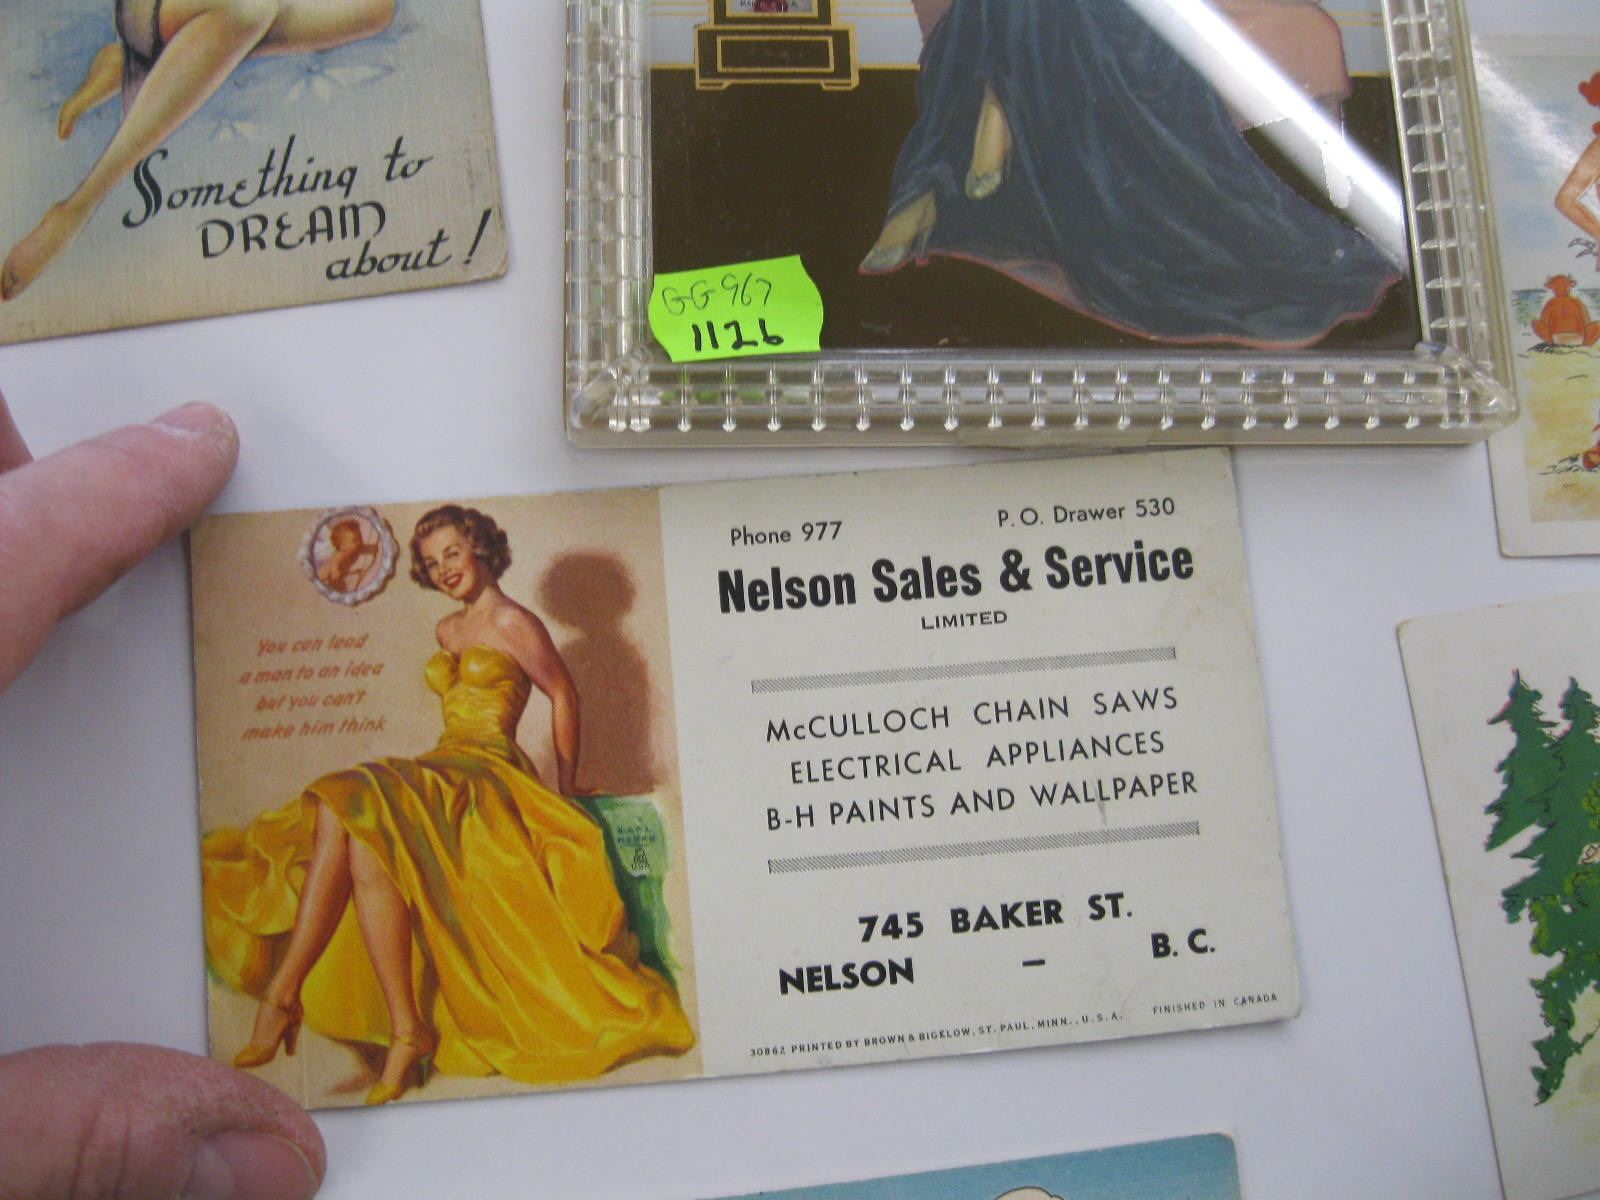 Something to
DREAM
about!
GG967
1126
You can lead
a man to an idea
but you can't
make him think
Phone 977
P.O. Drawer 530
Nelson Sales & Service
LIMITED
McCULLOCH CHAIN SAWS
ELECTRICAL APPLIANCES
B-H PAINTS AND WALLPAPER
745 BAKER ST.
NELSON - B. C.
30862 PRINTED BY BROWN & BIGELOW, ST. PAUL, MINN., U. S. A.
FINISHED IN CANADA
USA